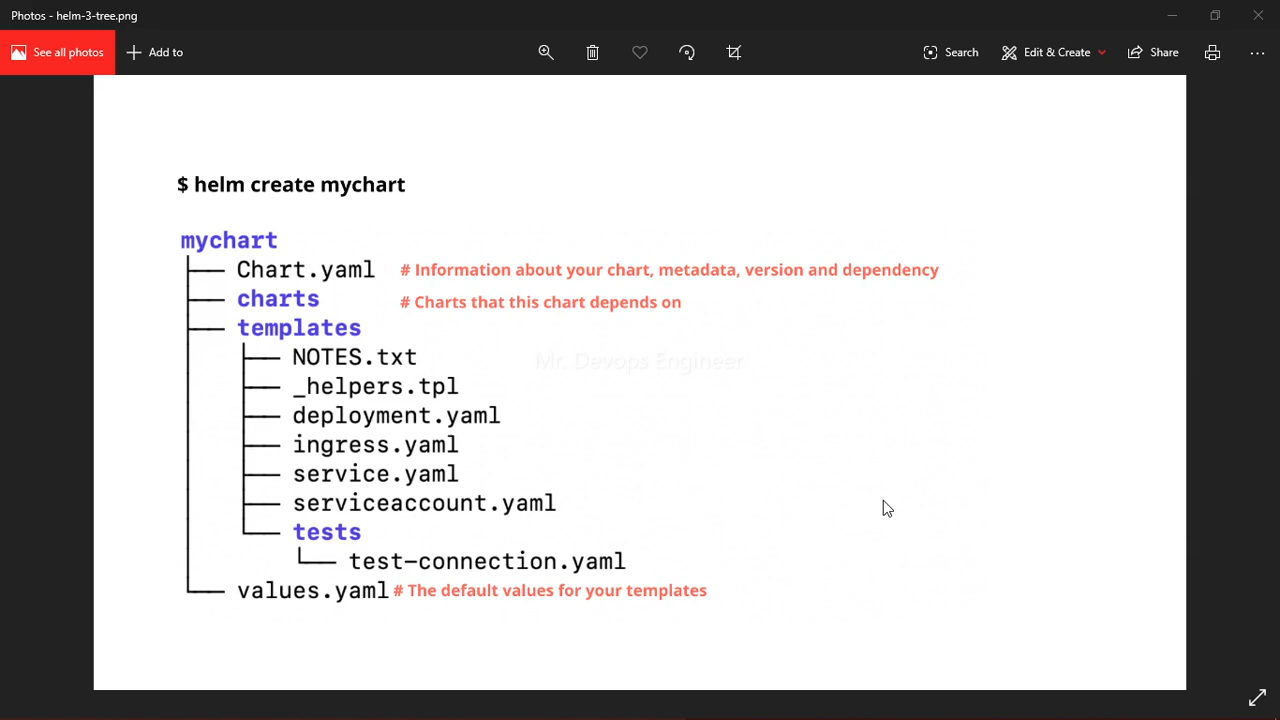 Photos - helm-3-tree.png
See all photos
Add to
Search
Edit & Create
Share
$ helm create mychart
mychart
├── Chart.yaml # Information about your chart, metadata, version and dependency
├── charts # Charts that this chart depends on
├── templates
│   ├── NOTES.txt
│   ├── _helpers.tpl
│   ├── deployment.yaml
│   ├── ingress.yaml
│   ├── service.yaml
│   ├── serviceaccount.yaml
│   └── tests
│       └── test-connection.yaml
└── values.yaml # The default values for your templates
Mr. Devops Engineer